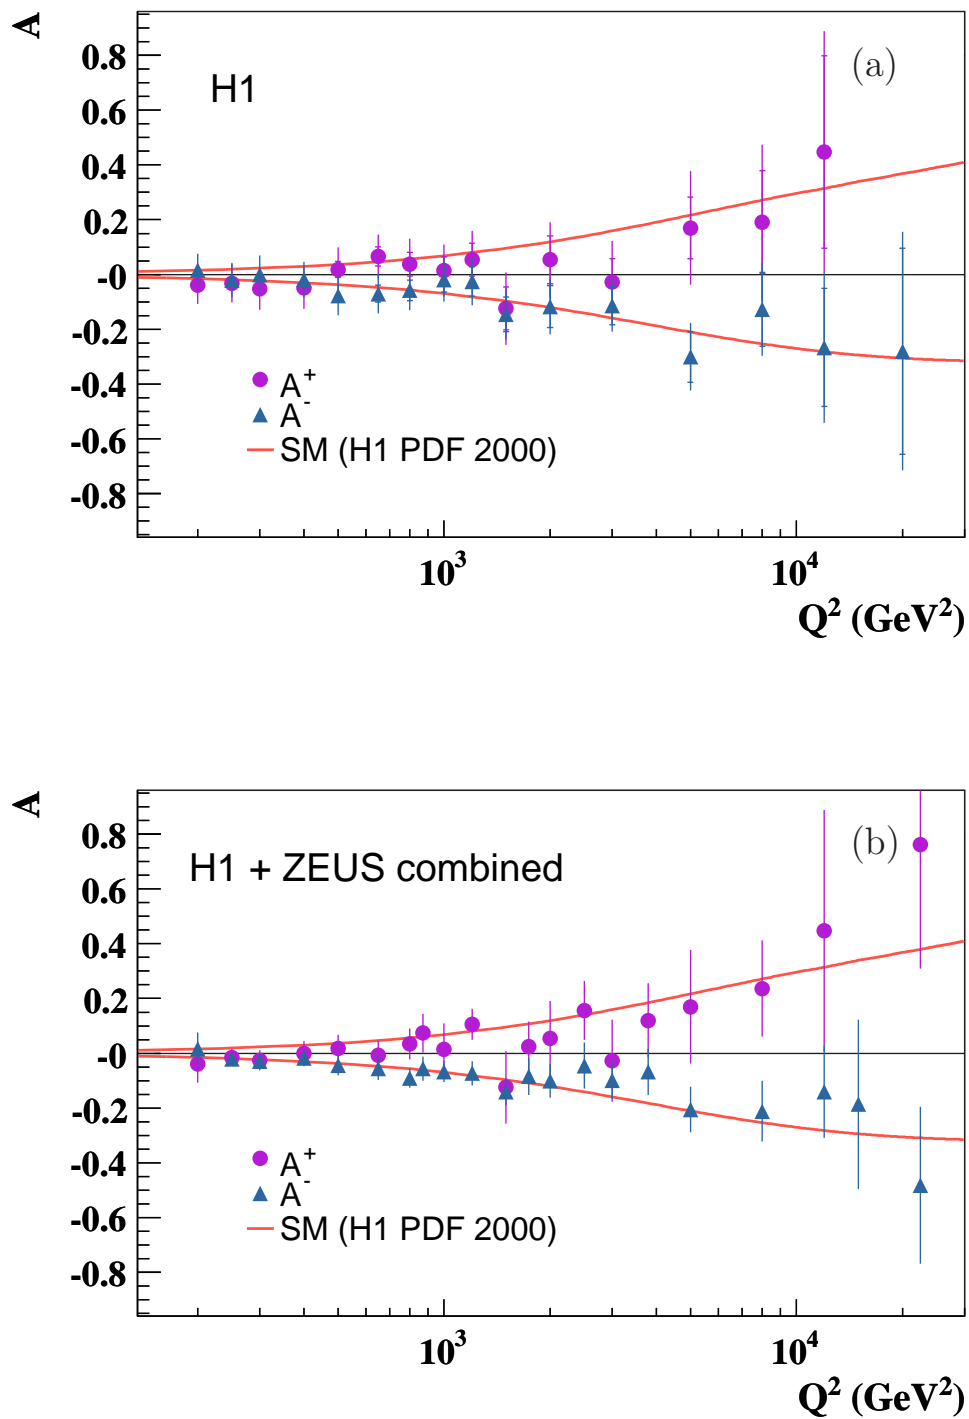 A
0.8
(a)
H1
0.6
0.4
0.2
-0
-0.2
-0.4
A+
A-
-0.6
SM (H1 PDF 2000)
-0.8
10^3
10^4
Q^2 (GeV^2)
A
0.8
(b)
H1 + ZEUS combined
0.6
0.4
0.2
-0
-0.2
-0.4
A+
A-
-0.6
SM (H1 PDF 2000)
-0.8
10^3
10^4
Q^2 (GeV^2)